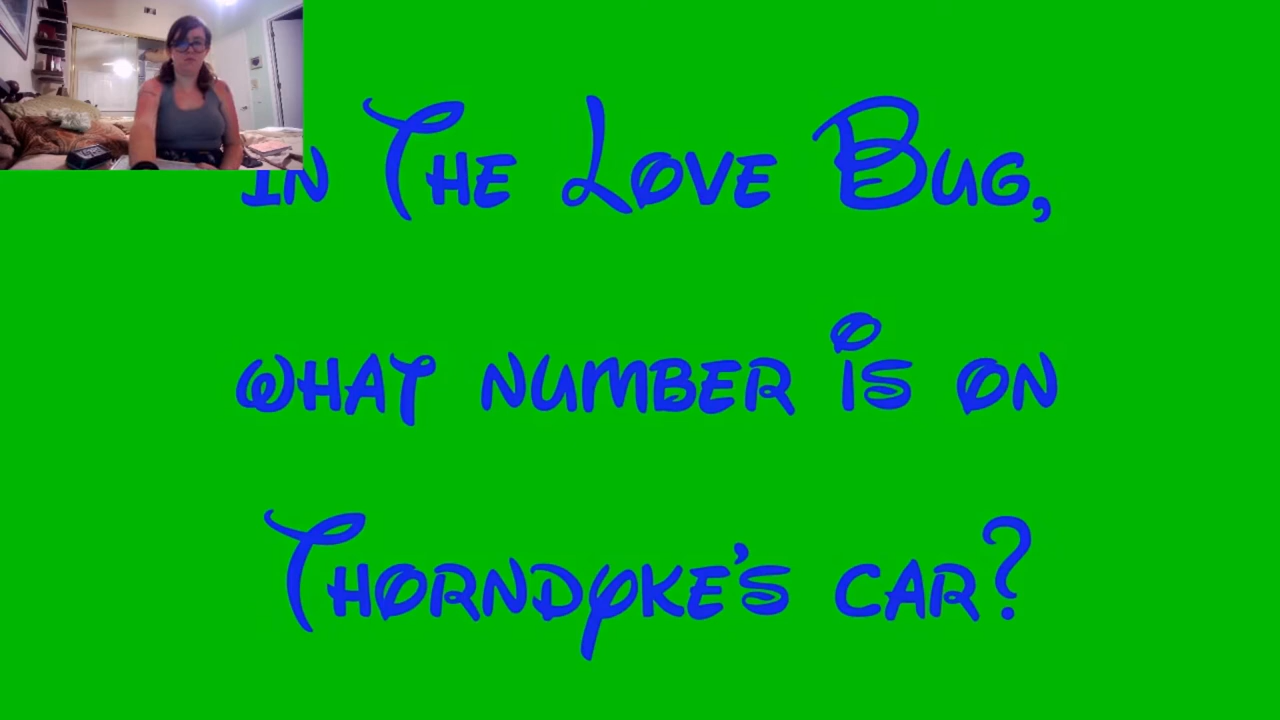 In The Love Bug,
what number is on
Thorndyke's car?